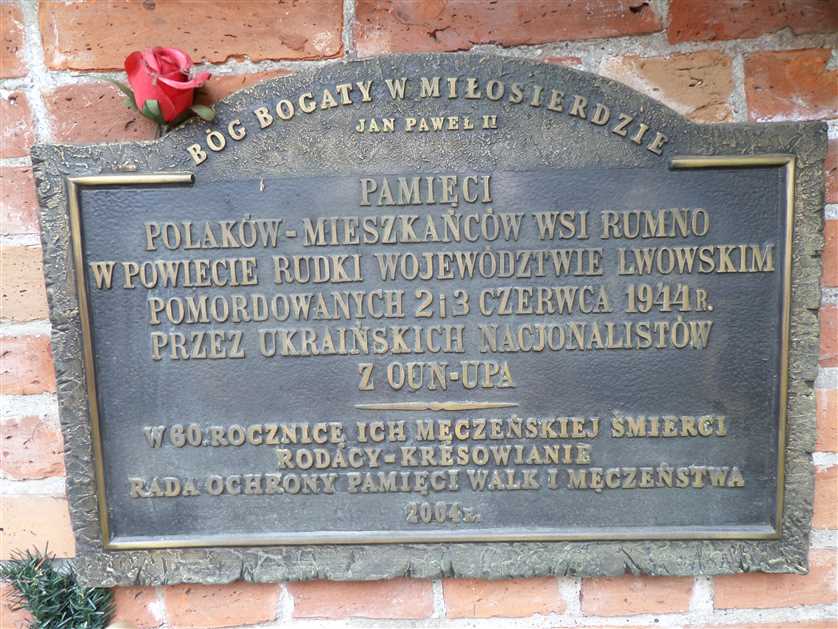 BÓG BOGATY W MIŁOSIERDZIE
JAN PAWEŁ II
PAMIĘCI
POLAKÓW-MIESZKAŃCÓW WSI RUMNO
W POWIECIE RUDKI WOJEWÓDZTWIE LWOWSKIM
POMORDOWANYCH 2 i 3 CZERWCA 1944 R.
PRZEZ UKRAIŃSKICH NACJONALISTÓW
Z OUN-UPA
W 60. ROCZNICĘ ICH MĘCZEŃSKIEJ ŚMIERCI
RODACY-KRESOWIANIE
RADA OCHRONY PAMIĘCI WALK I MĘCZEŃSTWA
2004 R.